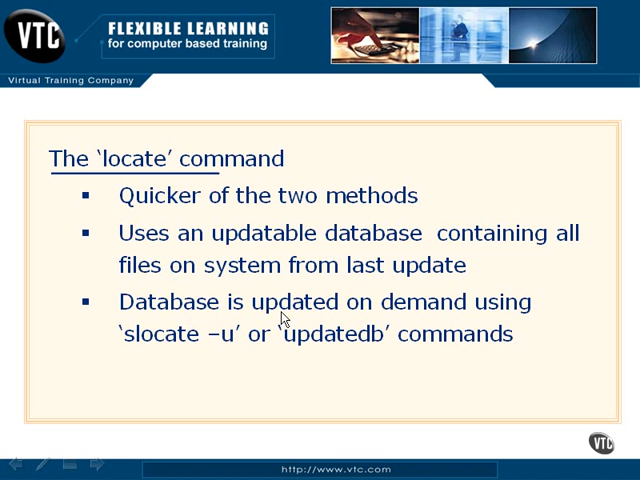 VTC
FLEXIBLE LEARNING
for computer based training
Virtual Training Company
The ‘locate’ command
▪ Quicker of the two methods
▪ Uses an updatable database  containing all
files on system from last update
▪ Database is updated on demand using
‘slocate –u’ or ‘updatedb’ commands
VTC
http://www.vtc.com